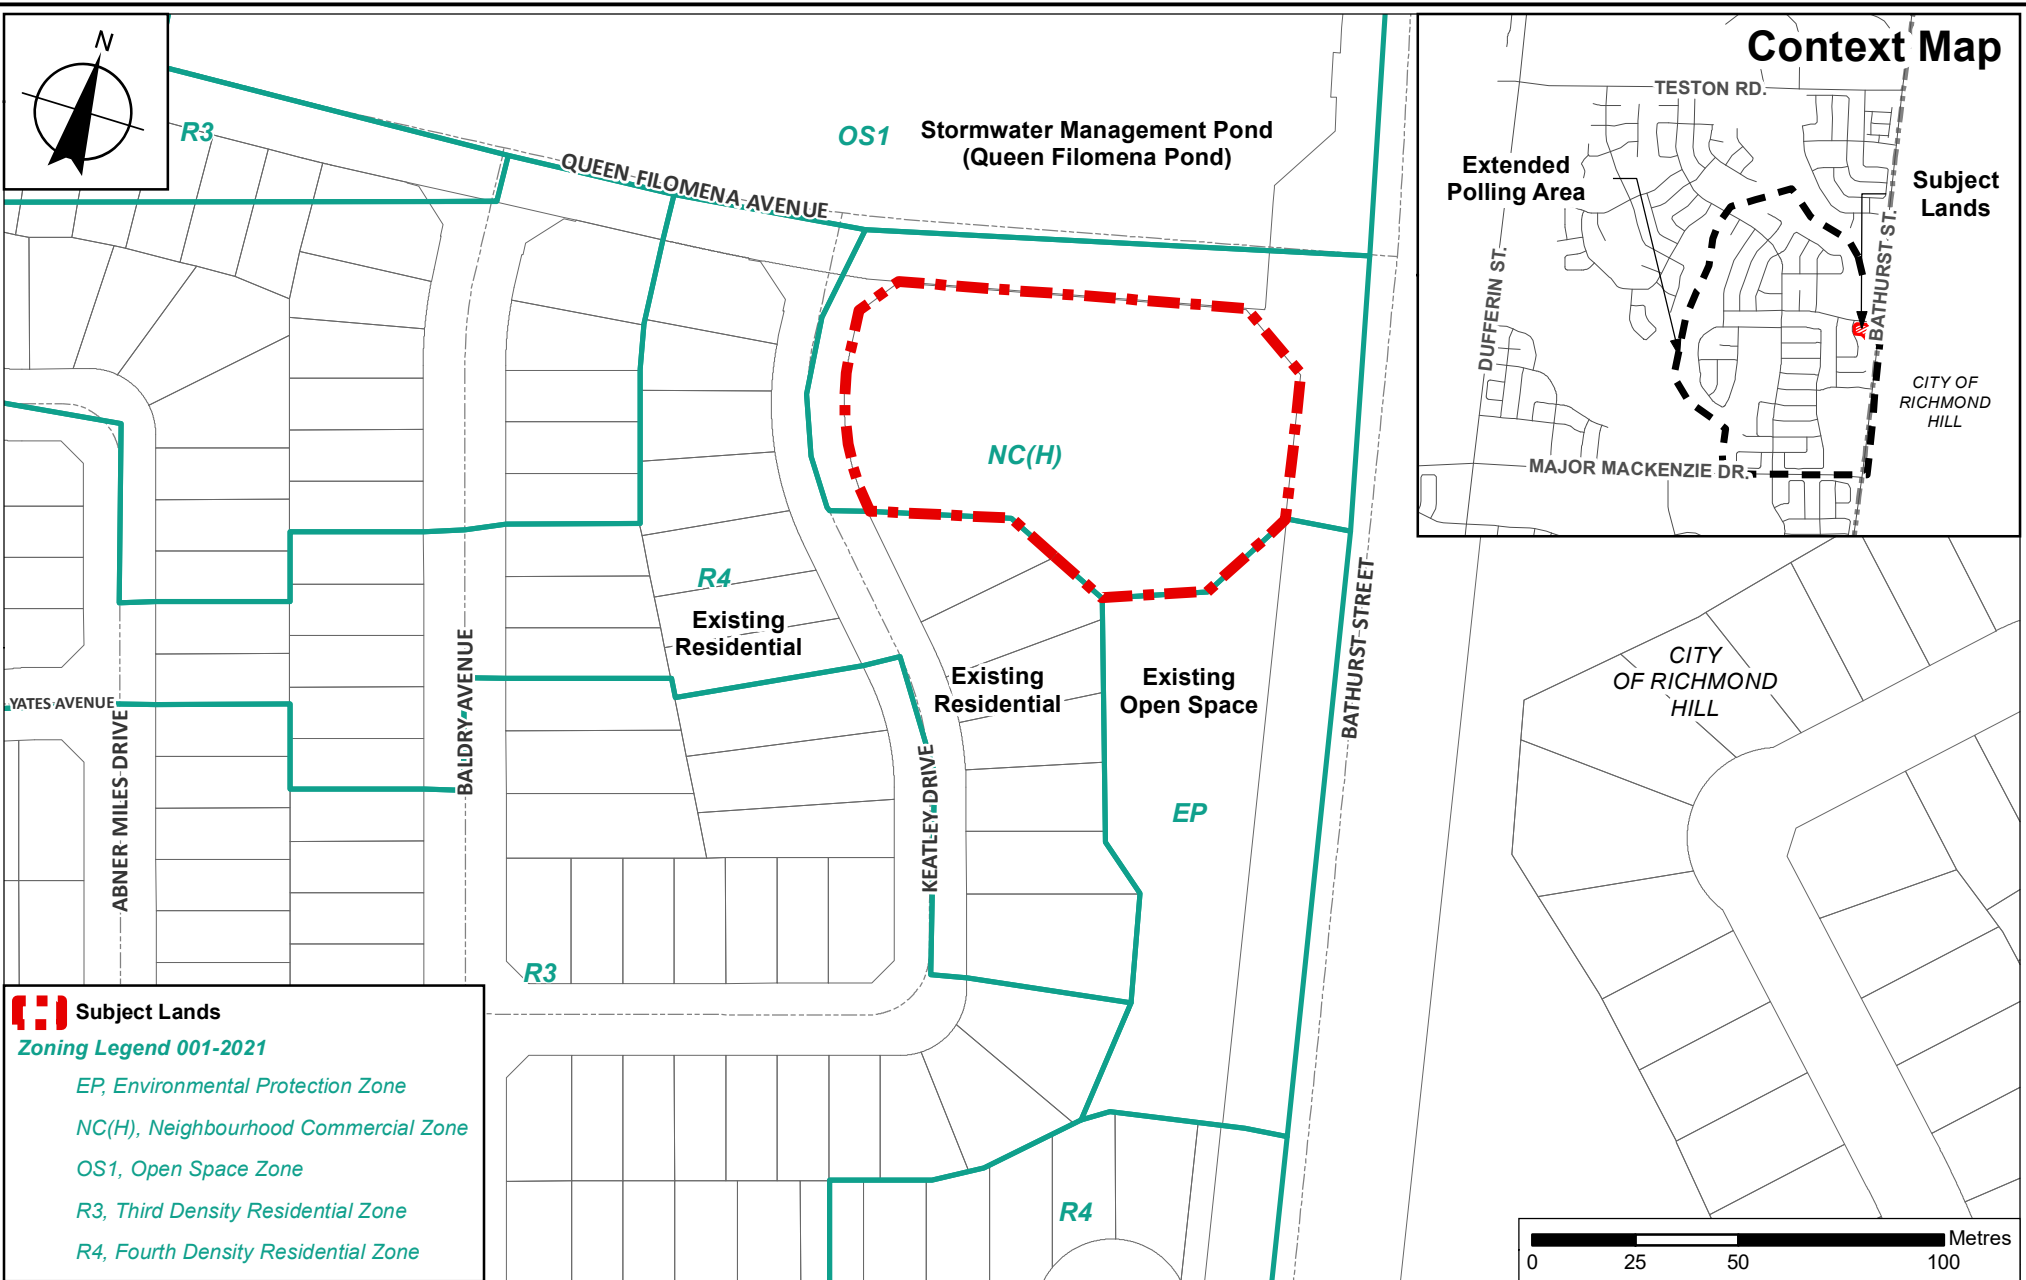 N
R3
QUEEN FILOMENA AVENUE
OS1
Stormwater Management Pond
(Queen Filomena Pond)
Context Map
TESTON RD.
Extended
Polling Area
Subject
Lands
DUFFERIN ST.
BATHURST ST.
CITY OF
RICHMOND
HILL
MAJOR MACKENZIE DR.
NC(H)
R4
Existing
Residential
Existing
Residential
Existing
Open Space
BATHURST STREET
CITY
OF RICHMOND
HILL
YATES AVENUE
ABNER MILES DRIVE
BALDRY AVENUE
KEATLEY DRIVE
EP
R3
R4
Subject Lands
Zoning Legend 001-2021
EP, Environmental Protection Zone
NC(H), Neighbourhood Commercial Zone
OS1, Open Space Zone
R3, Third Density Residential Zone
R4, Fourth Density Residential Zone
Metres
0 25 50 100